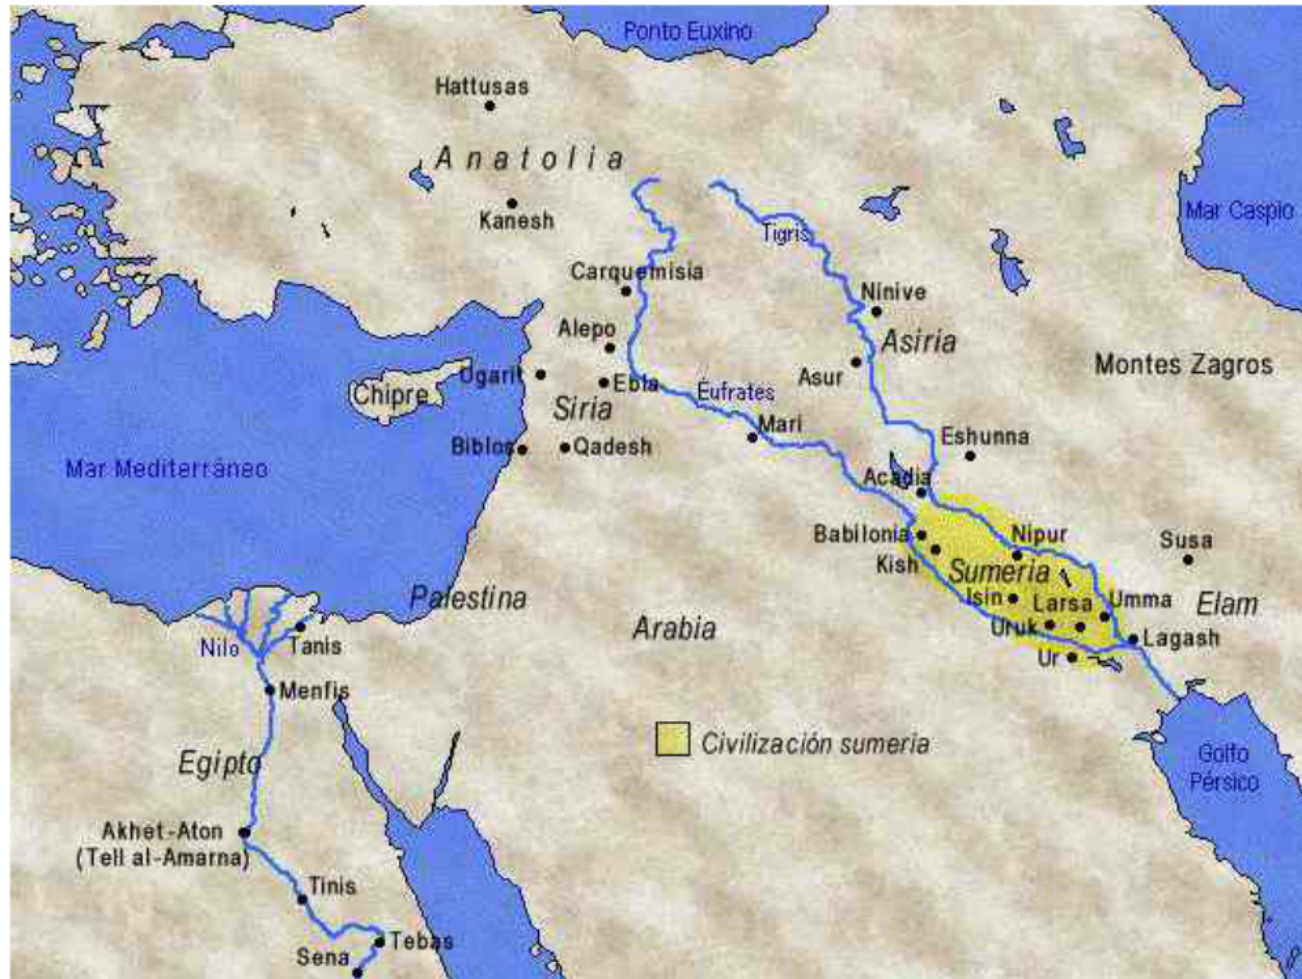 Ponto Euxino
Hattusas
Anatolia
Kanesh
Tigris
Mar Caspio
Carquemisia
Ninive
Alepo
Asiria
Montes Zagros
Ugarit
Ebla
Asur
Chipre
Siria
Éufrates
Mari
Eshunna
Biblos
Qadesh
Mar Mediterráneo
Acadia
Babilonia
Nipur
Susa
Kish
Sumeria
Palestina
Isin
Larsa
Umma
Elam
Arabia
Uruk
Nilo
Tanis
Lagash
Ur
Menfis
Civilización sumeria
Egipto
Golfo
Pérsico
Akhet-Aton
(Tell al-Amarna)
Tinis
Tebas
Sena